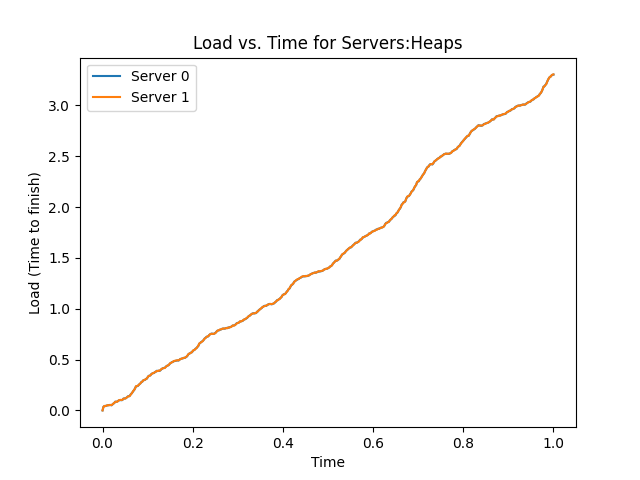 Load vs. Time for Servers:Heaps
Server 0
Server 1
Load (Time to finish)
3.0
2.5
2.0
1.5
1.0
0.5
0.0
0.0 0.2 0.4 0.6 0.8 1.0
Time